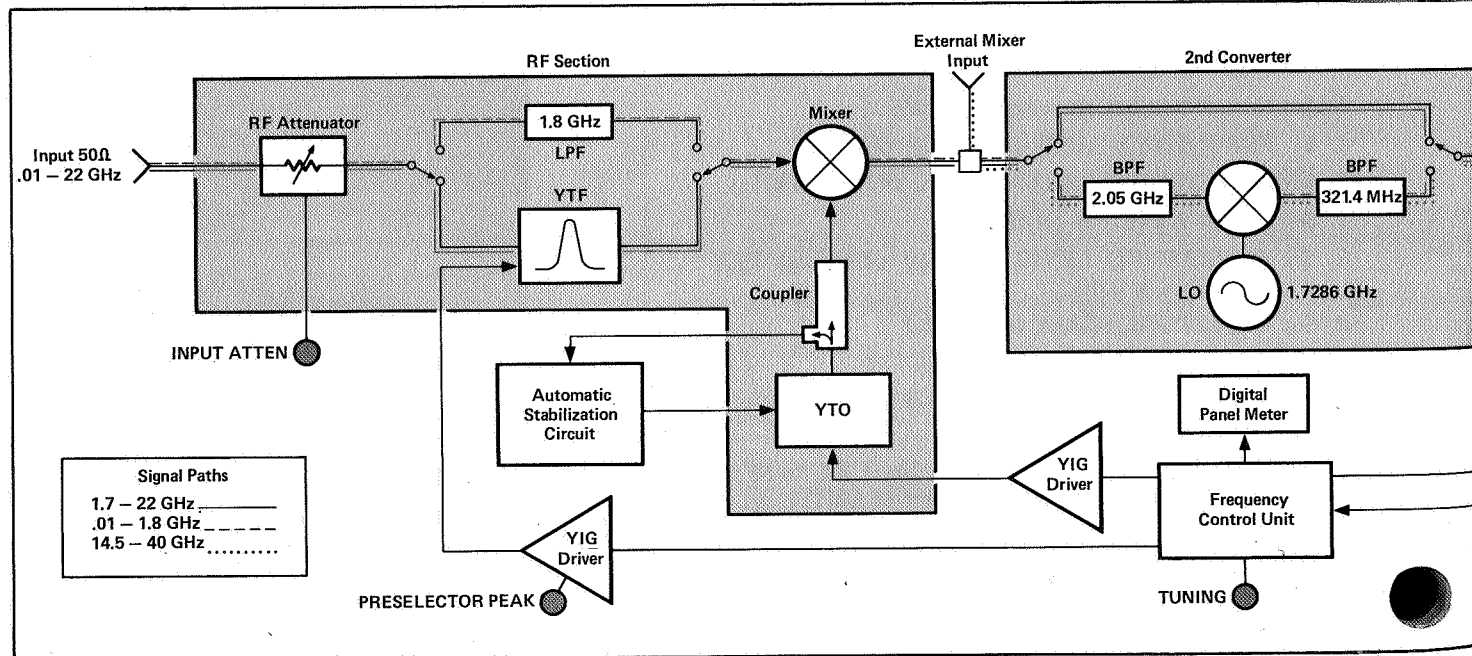 RF Section
External Mixer
Input
2nd Converter
RF Attenuator
1.8 GHz
LPF
Mixer
Input 50Ω
.01 – 22 GHz
YTF
BPF
2.05 GHz
BPF
321.4 MHz
LO
1.7286 GHz
Coupler
INPUT ATTEN
Automatic
Stabilization
Circuit
YTO
Digital
Panel Meter
YIG
Driver
Frequency
Control Unit
Signal Paths
1.7 – 22 GHz
.01 – 1.8 GHz
14.5 – 40 GHz
YIG
Driver
PRESELECTOR PEAK
TUNING